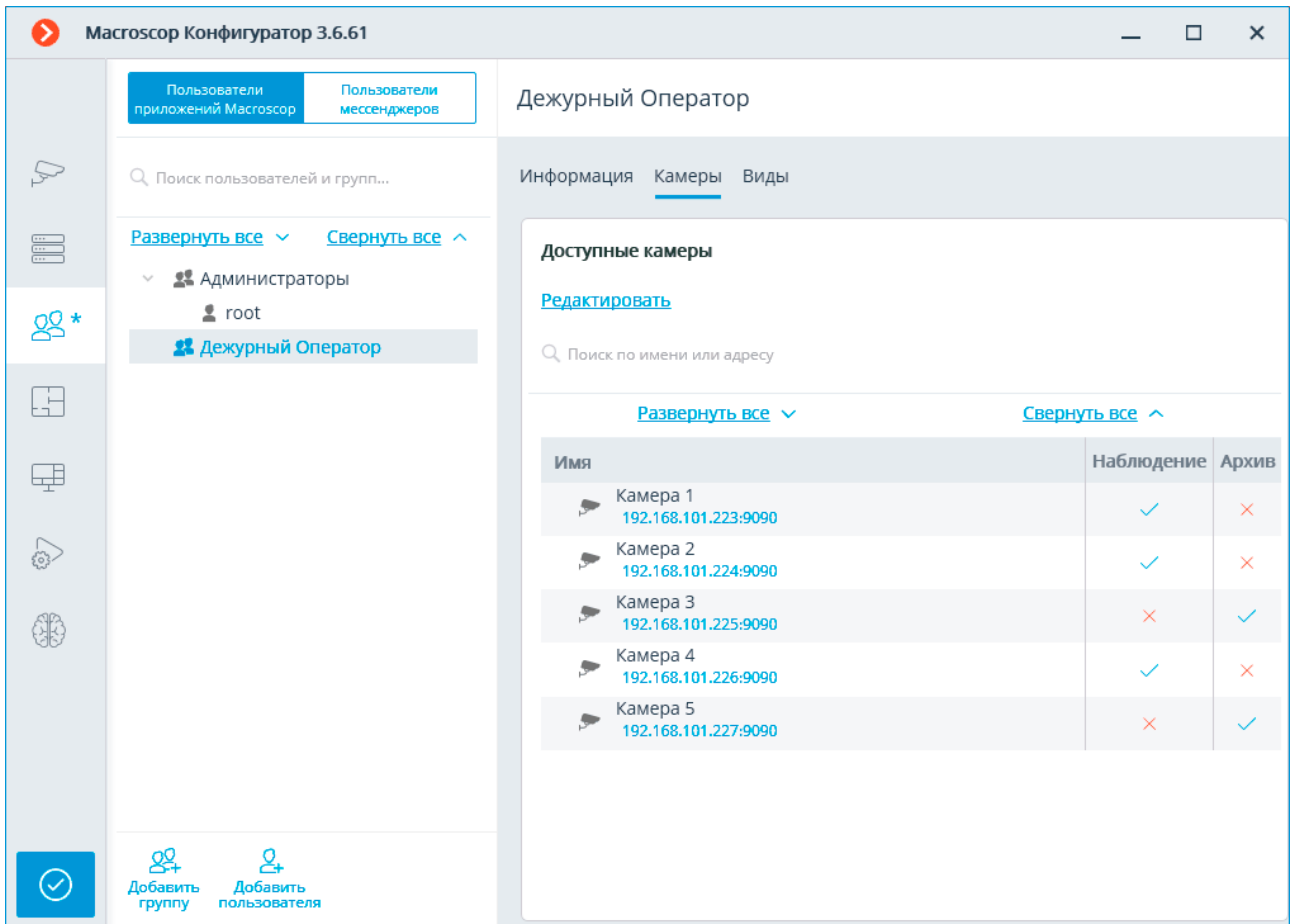 Macroscop Конфигуратор 3.6.61
Пользователи
приложений Macroscop
Пользователи
мессенджеров
Поиск пользователей и групп...
Развернуть все
Свернуть все
Администраторы
root
Дежурный Оператор
Добавить
группу
Добавить
пользователя
Дежурный Оператор
Информация Камеры Виды
Доступные камеры
Редактировать
Поиск по имени или адресу
Развернуть все
Свернуть все
Имя Наблюдение Архив
Камера 1
192.168.101.223:9090
Камера 2
192.168.101.224:9090
Камера 3
192.168.101.225:9090
Камера 4
192.168.101.226:9090
Камера 5
192.168.101.227:9090